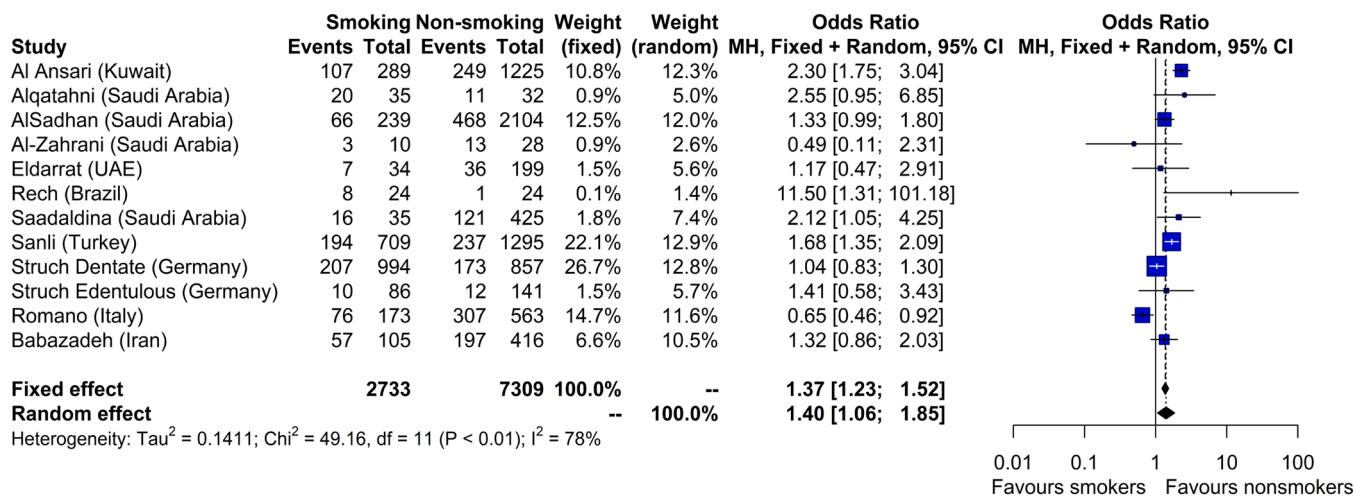 Smoking Non-smoking Weight Weight Odds Ratio Odds Ratio
Study Events Total Events Total (fixed) (random) MH, Fixed + Random, 95% CI MH, Fixed + Random, 95% CI
Al Ansari (Kuwait) 107 289 249 1225 10.8% 12.3% 2.30 [1.75; 3.04]
Alqatahni (Saudi Arabia) 20 35 11 32 0.9% 5.0% 2.55 [0.95; 6.85]
AlSadhan (Saudi Arabia) 66 239 468 2104 12.5% 12.0% 1.33 [0.99; 1.80]
Al-Zahrani (Saudi Arabia) 3 10 13 28 0.9% 2.6% 0.49 [0.11; 2.31]
Eldarrat (UAE) 7 34 36 199 1.5% 5.6% 1.17 [0.47; 2.91]
Rech (Brazil) 8 24 1 24 0.1% 1.4% 11.50 [1.31; 101.18]
Saadaldina (Saudi Arabia) 16 35 121 425 1.8% 7.4% 2.12 [1.05; 4.25]
Sanli (Turkey) 194 709 237 1295 22.1% 12.9% 1.68 [1.35; 2.09]
Struch Dentate (Germany) 207 994 173 857 26.7% 12.8% 1.04 [0.83; 1.30]
Struch Edentulous (Germany) 10 86 12 141 1.5% 5.7% 1.41 [0.58; 3.43]
Romano (Italy) 76 173 307 563 14.7% 11.6% 0.65 [0.46; 0.92]
Babazadeh (Iran) 57 105 197 416 6.6% 10.5% 1.32 [0.86; 2.03]
Fixed effect 2733 7309 100.0% -- 1.37 [1.23; 1.52]
Random effect -- 100.0% 1.40 [1.06; 1.85]
Heterogeneity: Tau² = 0.1411; Chi² = 49.16, df = 11 (P < 0.01); I² = 78%
0.01 0.1 1 10 100
Favours smokers Favours nonsmokers